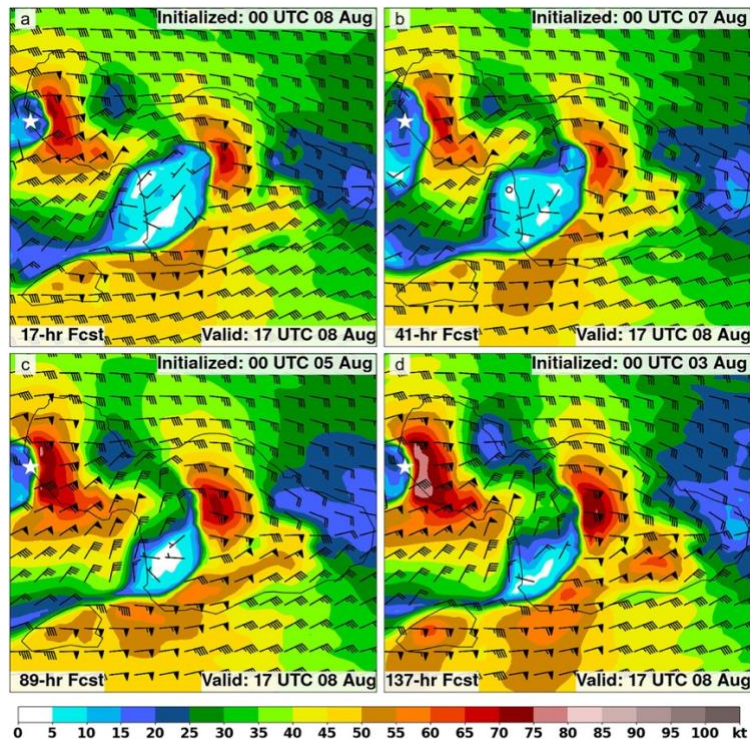 a Initialized: 00 UTC 08 Aug
17-hr Fcst Valid: 17 UTC 08 Aug
b Initialized: 00 UTC 07 Aug
41-hr Fcst Valid: 17 UTC 08 Aug
c Initialized: 00 UTC 05 Aug
89-hr Fcst Valid: 17 UTC 08 Aug
d Initialized: 00 UTC 03 Aug
137-hr Fcst Valid: 17 UTC 08 Aug
0 5 10 15 20 25 30 35 40 45 50 55 60 65 70 75 80 85 90 95 100 kt